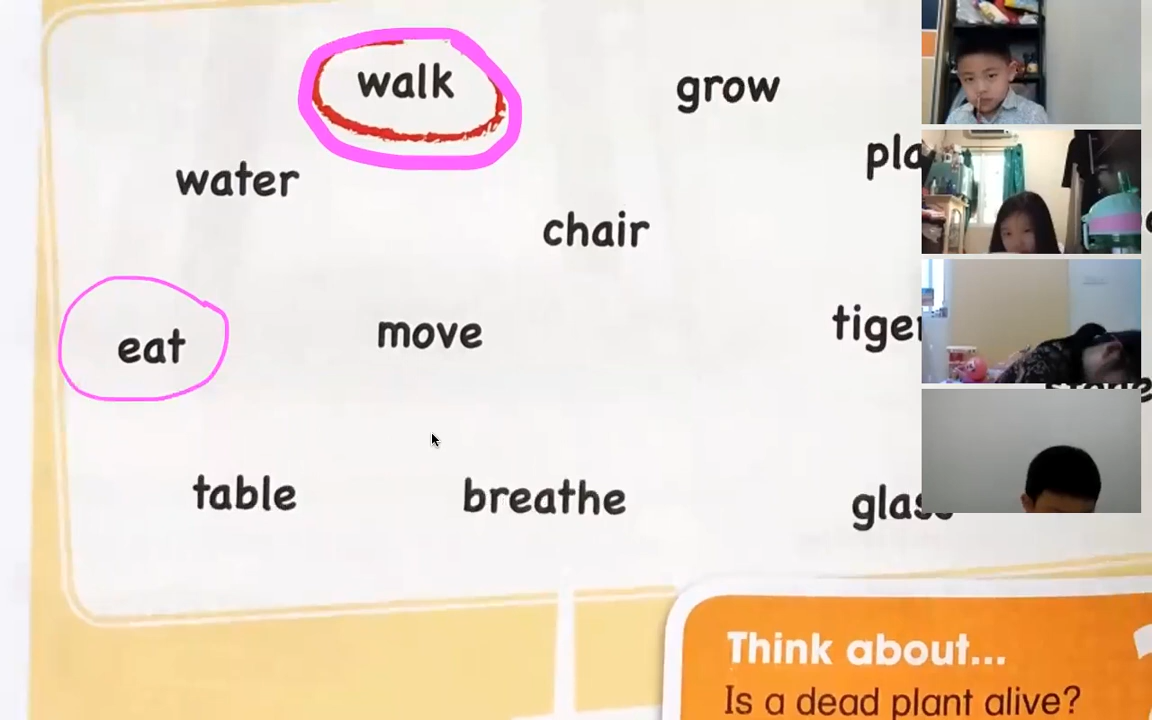 walk
grow
water
chair
eat
move
table
breathe
Think about...
Is a dead plant alive?